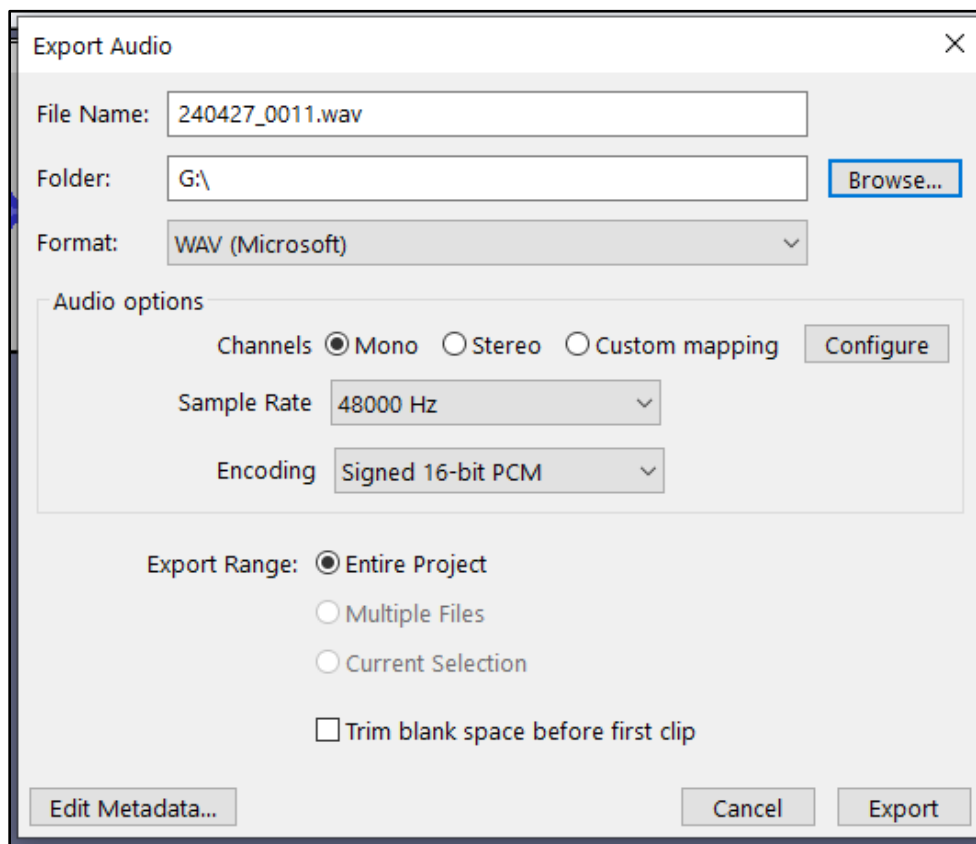 Export Audio
File Name: 240427_0011.wav
Folder: G:\ Browse...
Format: WAV (Microsoft)
Audio options
Channels Mono Stereo Custom mapping Configure
Sample Rate 48000 Hz
Encoding Signed 16-bit PCM
Export Range: Entire Project
Multiple Files
Current Selection
Trim blank space before first clip
Edit Metadata... Cancel Export